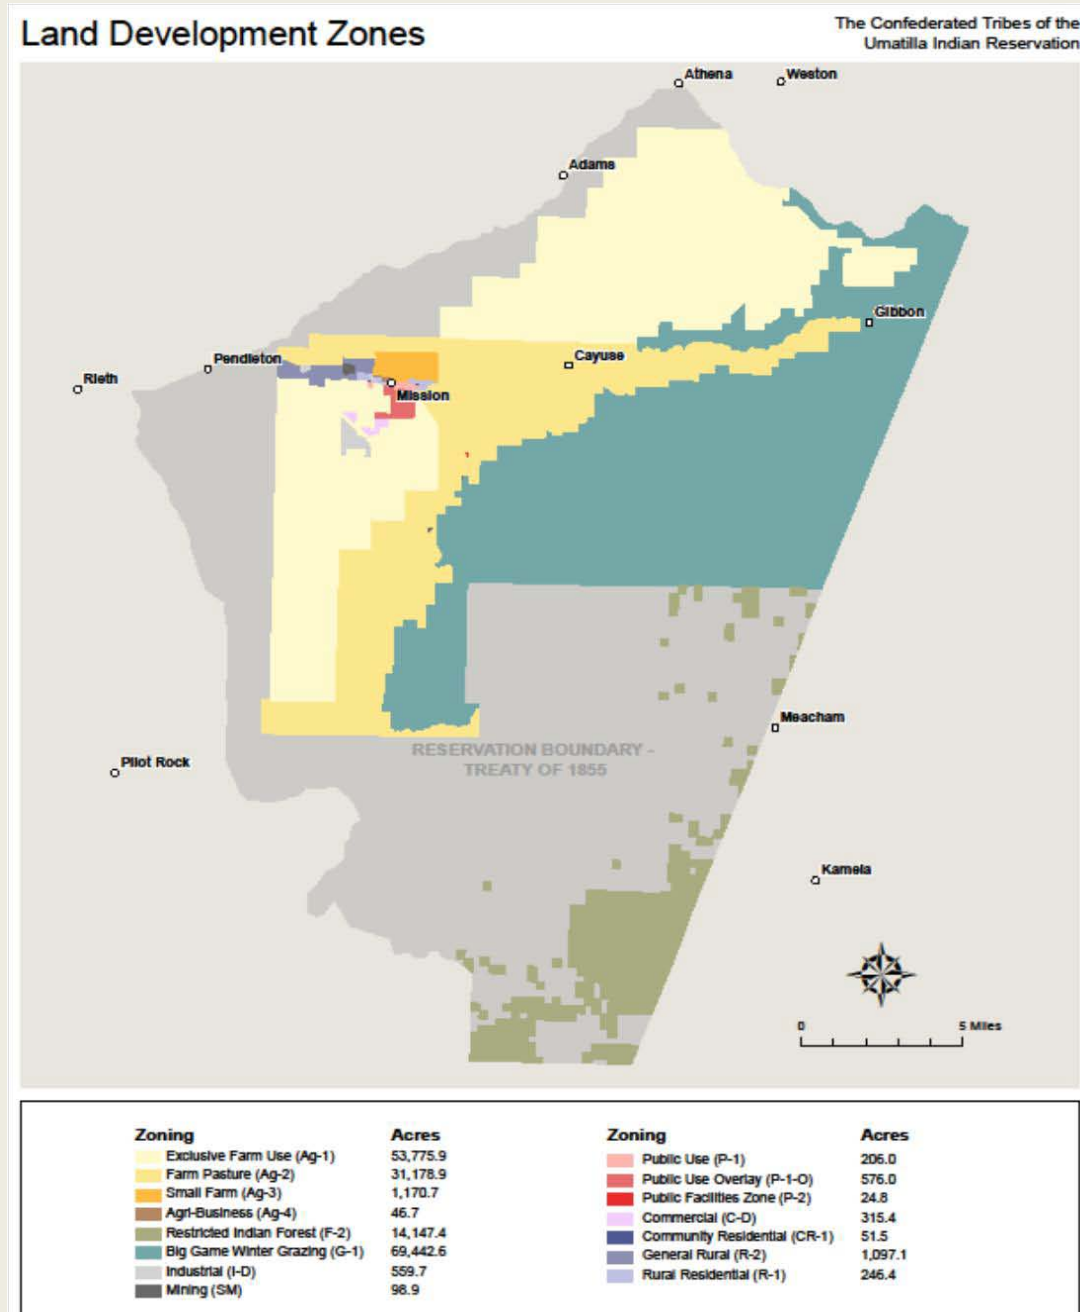 Land Development Zones
The Confederated Tribes of the
Umatilla Indian Reservation
Athena
Weston
Adams
Gibbon
Pendleton
Cayuse
Rieth
Mission
Meacham
RESERVATION BOUNDARY -
TREATY OF 1855
Pilot Rock
Kamela
0 5 Miles
Zoning Acres
Exclusive Farm Use (Ag-1) 53,775.9
Farm Pasture (Ag-2) 31,178.9
Small Farm (Ag-3) 1,170.7
Agri-Business (Ag-4) 46.7
Restricted Indian Forest (F-2) 14,147.4
Big Game Winter Grazing (G-1) 69,442.6
Industrial (I-D) 559.7
Mining (SM) 98.9
Zoning Acres
Public Use (P-1) 206.0
Public Use Overlay (P-1-O) 576.0
Public Facilities Zone (P-2) 24.8
Commercial (C-D) 315.4
Community Residential (CR-1) 51.5
General Rural (R-2) 1,097.1
Rural Residential (R-1) 246.4